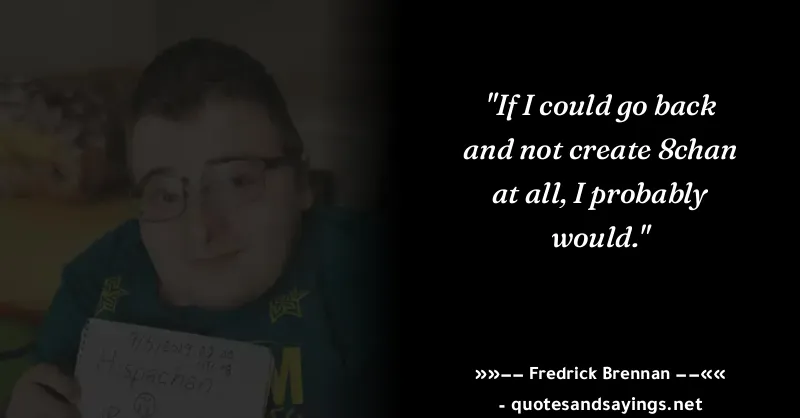 "If I could go back
and not create 8chan
at all, I probably
would."
»»−− Fredrick Brennan −−««
- quotesandsayings.net